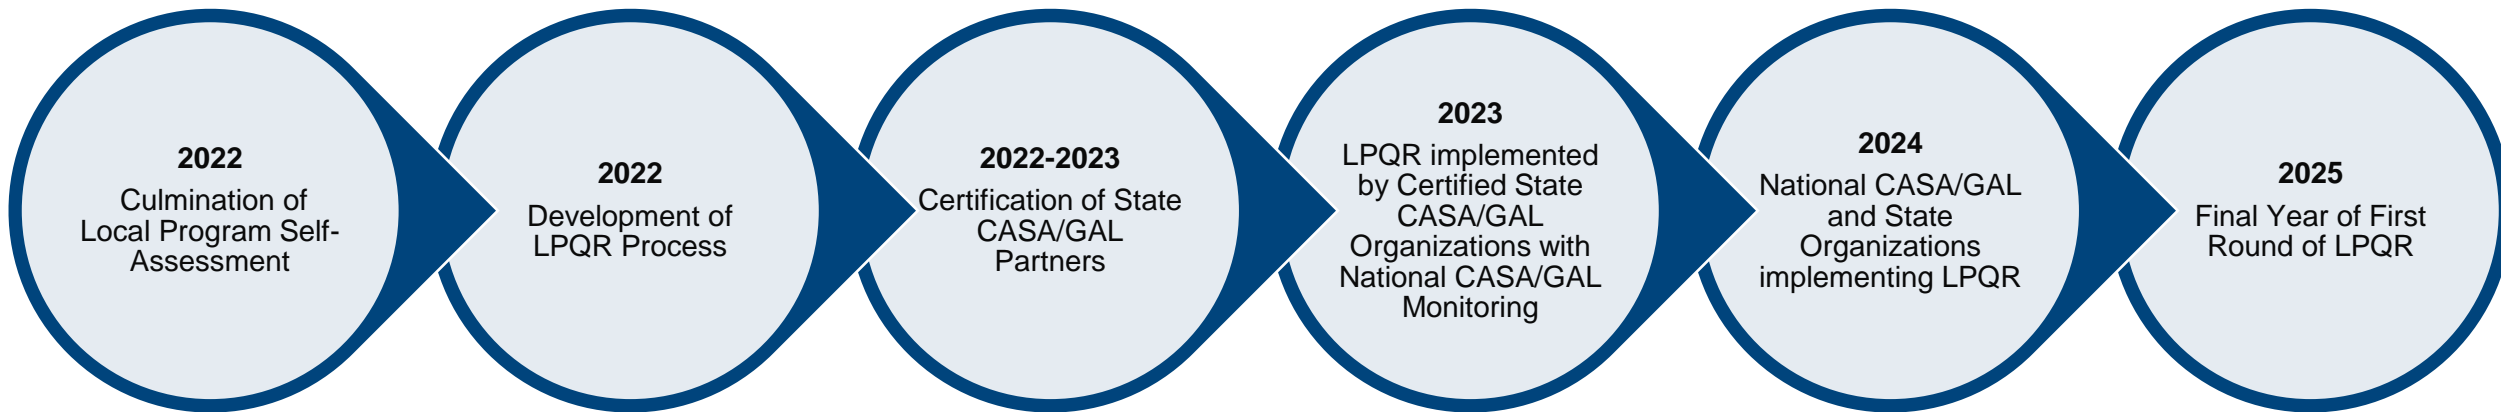 2022
Culmination of
Local Program Self-
Assessment
2022
Development of
LPQR Process
2022-2023
Certification of State
CASA/GAL
Partners
2023
LPQR implemented
by Certified State
CASA/GAL
Organizations with
National CASA/GAL
Monitoring
2024
National CASA/GAL
and State
Organizations
implementing LPQR
2025
Final Year of First
Round of LPQR